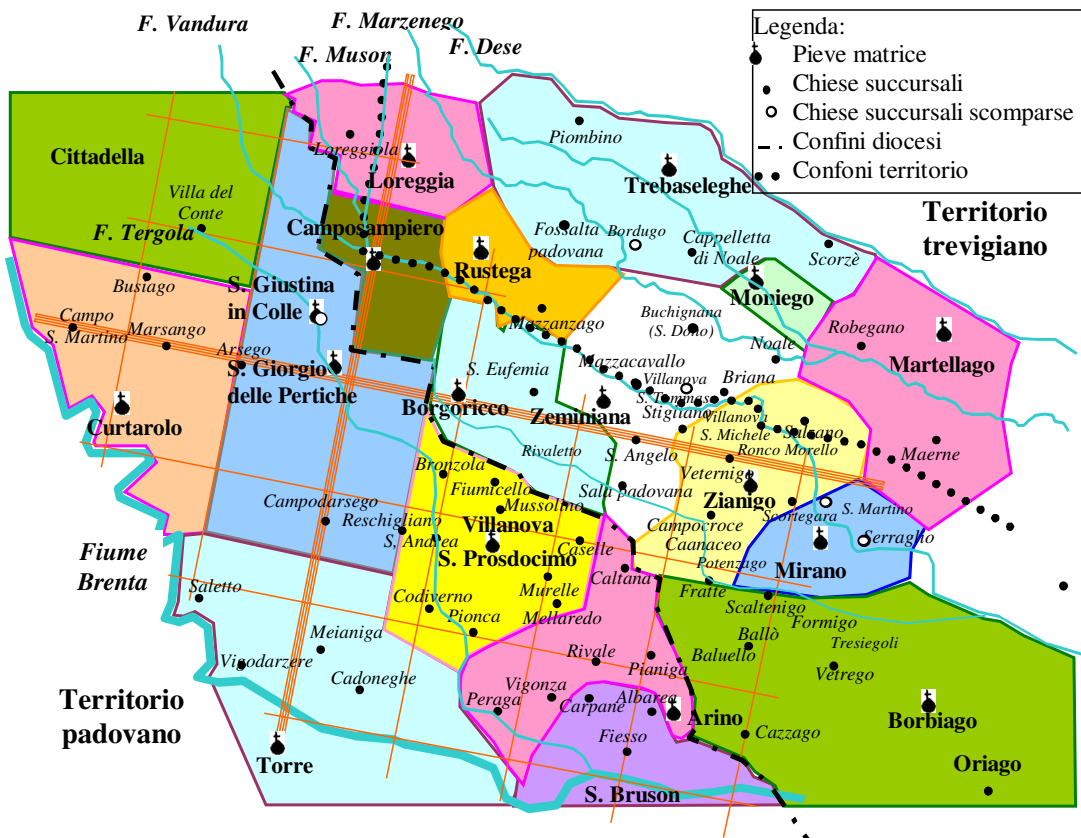 F. Marzenego
F. Vandura
F. Muson
F. Dese
Legenda:
Pieve matrice
Chiese succursali
Chiese succursali scomparse
Confini diocesi
Confoni territorio
Piombino
Loreggiola
Loreggia
Cittadella
Trebaseleghe
Villa del
Conte
F. Tergola
Camposampiero
Fossalta
padovana
Bordugo
Cappelletta
di Noale
Scorzè
Territorio
trevigiano
Rustega
Busiago
S. Giustina
in Colle
Moniego
Campo
S. Martino
Marsango
Mazzanzago
Buchignana
(S. Dono)
Robegano
Martellago
Arsego
S. Giorgio
delle Pertiche
S. Eufemia
Mazzacavallo
Noale
Villanova
S. Tommas
Briana
Curtarolo
Borgoricco
Zeminiana
Stigliano
Villanova
S. Michele
Salzano
Rivaletto
S. Angelo
Ronco Morello
Maerne
Bronzola
Veternigo
Fiumicello
Sala padovana
Zianigo
Campodarsego
Mussolino
Scortegara
S. Martino
Reschigliano
S, Andrea
Villanova
S. Prosdocimo
Campocroce
Caanaceo
Serraglio
Fiume
Brenta
Caselle
Potenzago
Mirano
Caltana
Saletto
Codiverno
Murelle
Fratte
Scaltenigo
Pionca
Mellaredo
Formigo
Meianiga
Ballò
Tresiegoli
Vigodarzere
Rivale
Pianiga
Baluello
Vetrego
Cadoneghe
Vigonza
Territorio
padovano
Peraga
Carpane
Albarea
Arino
Borbiago
Fiesso
Cazzago
Torre
Oriago
S. Bruson